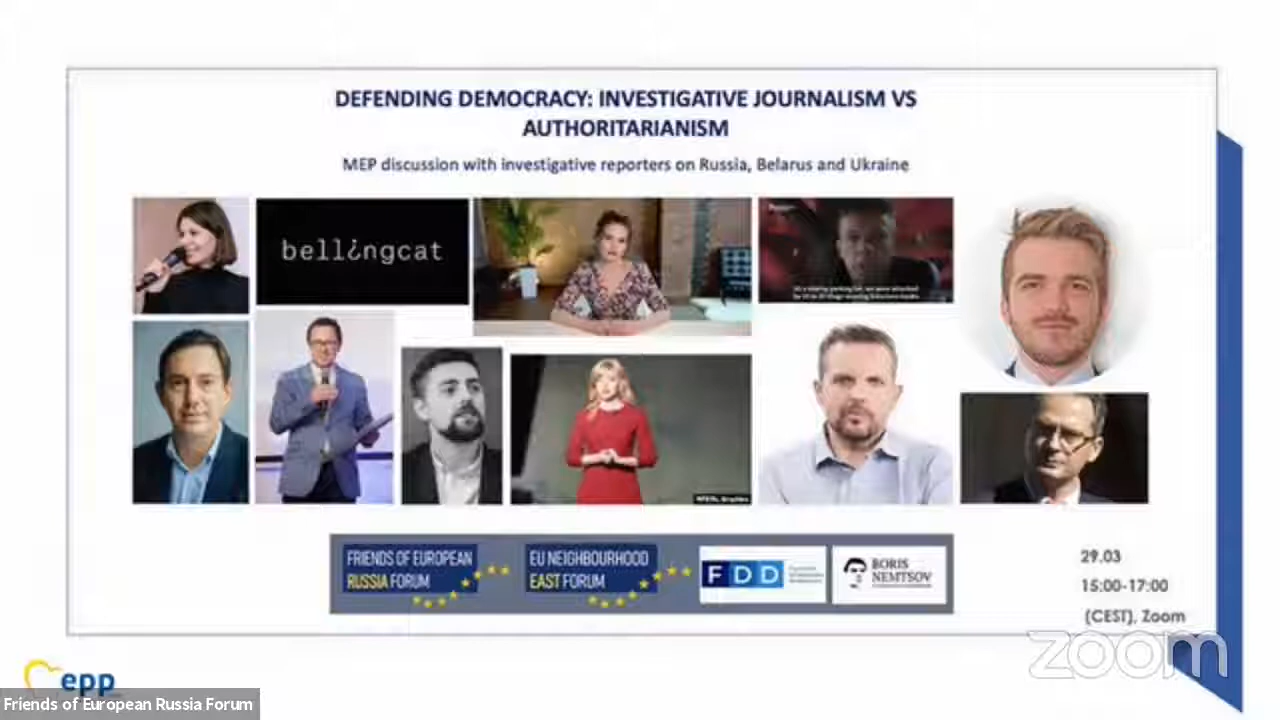 DEFENDING DEMOCRACY: INVESTIGATIVE JOURNALISM VS
AUTHORITARIANISM
MEP discussion with investigative reporters on Russia, Belarus and Ukraine
bell¿ngcat
FRIENDS OF EUROPEAN
RUSSIA FORUM
EU NEIGHBOURHOOD
EAST FORUM
FDD
BORIS
NEMTSOV
29.03
15:00-17:00
(CEST), Zoom
zoom
epp
Friends of European Russia Forum